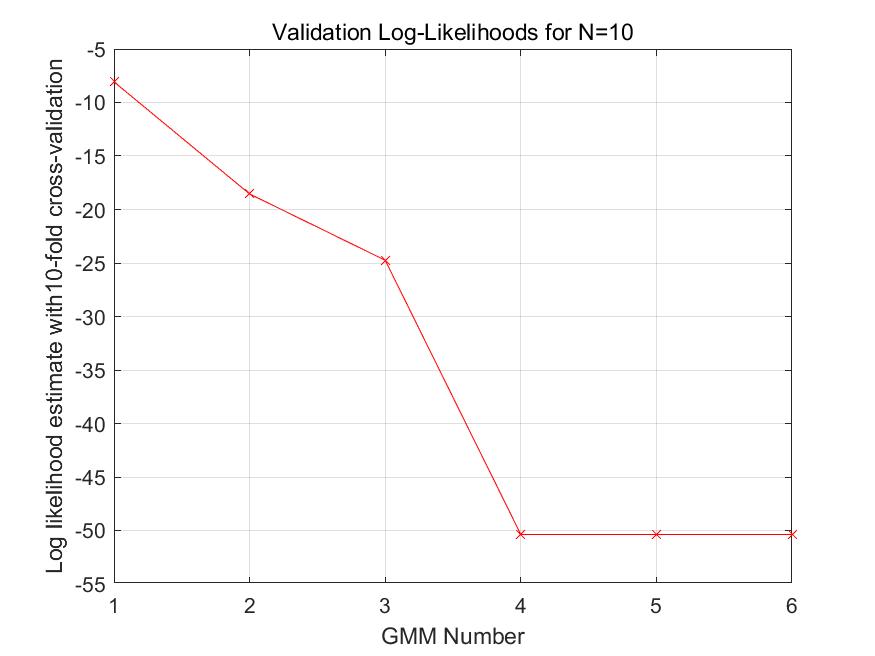 Validation Log-Likelihoods for N=10
Log likelihood estimate with10-fold cross-validation
-5
-10
-15
-20
-25
-30
-35
-40
-45
-50
-55
1 2 3 4 5 6
GMM Number